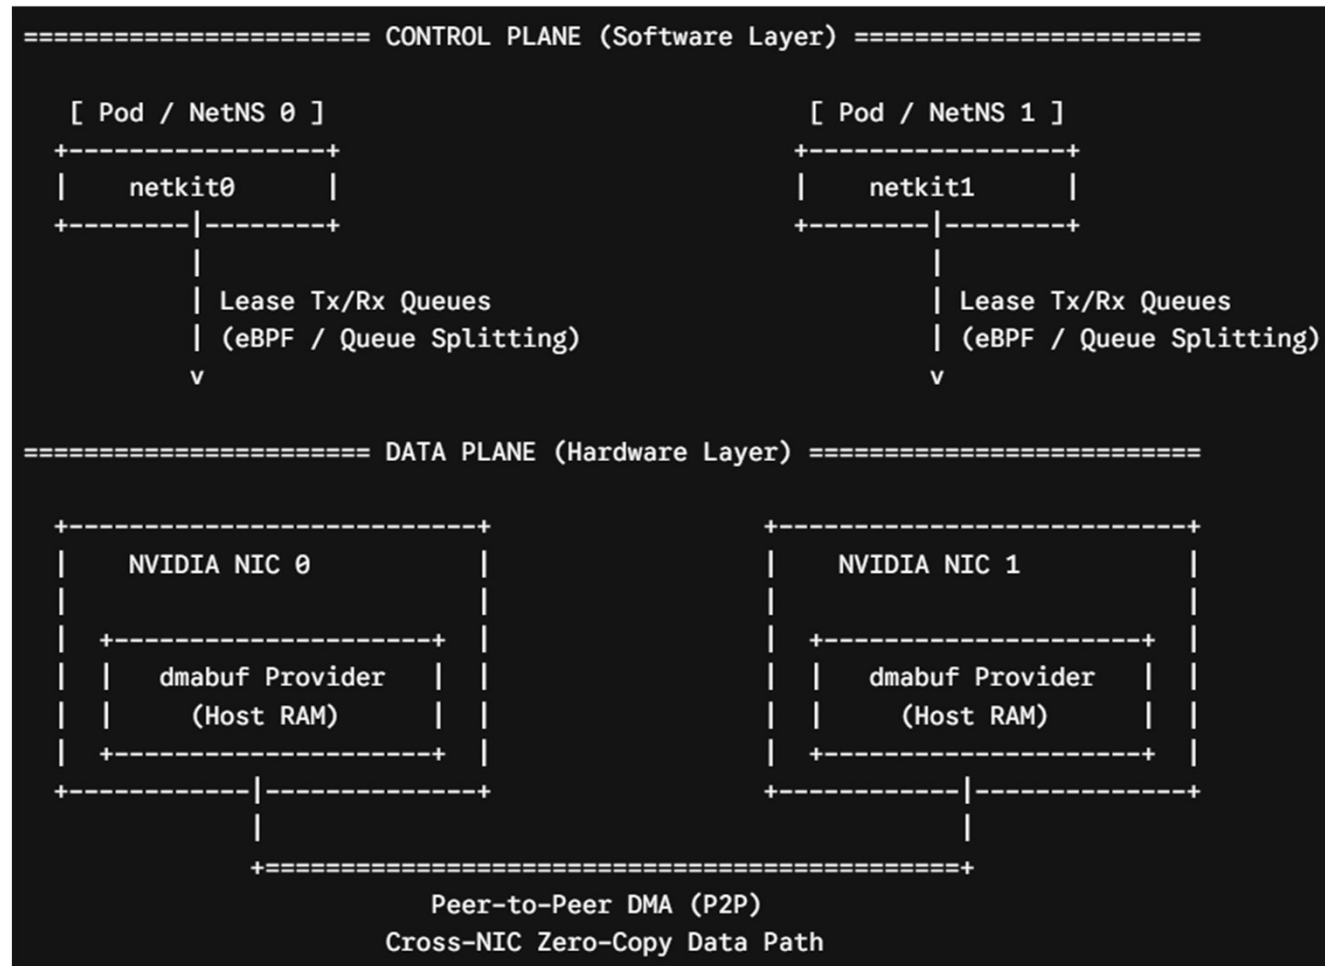 ======================= CONTROL PLANE (Software Layer) =======================
[ Pod / NetNS 0 ] [ Pod / NetNS 1 ]
netkit0 netkit1
Lease Tx/Rx Queues Lease Tx/Rx Queues
(eBPF / Queue Splitting) (eBPF / Queue Splitting)
v v
======================= DATA PLANE (Hardware Layer) ==========================
NVIDIA NIC 0 NVIDIA NIC 1
dmabuf Provider dmabuf Provider
(Host RAM) (Host RAM)
Peer-to-Peer DMA (P2P)
Cross-NIC Zero-Copy Data Path